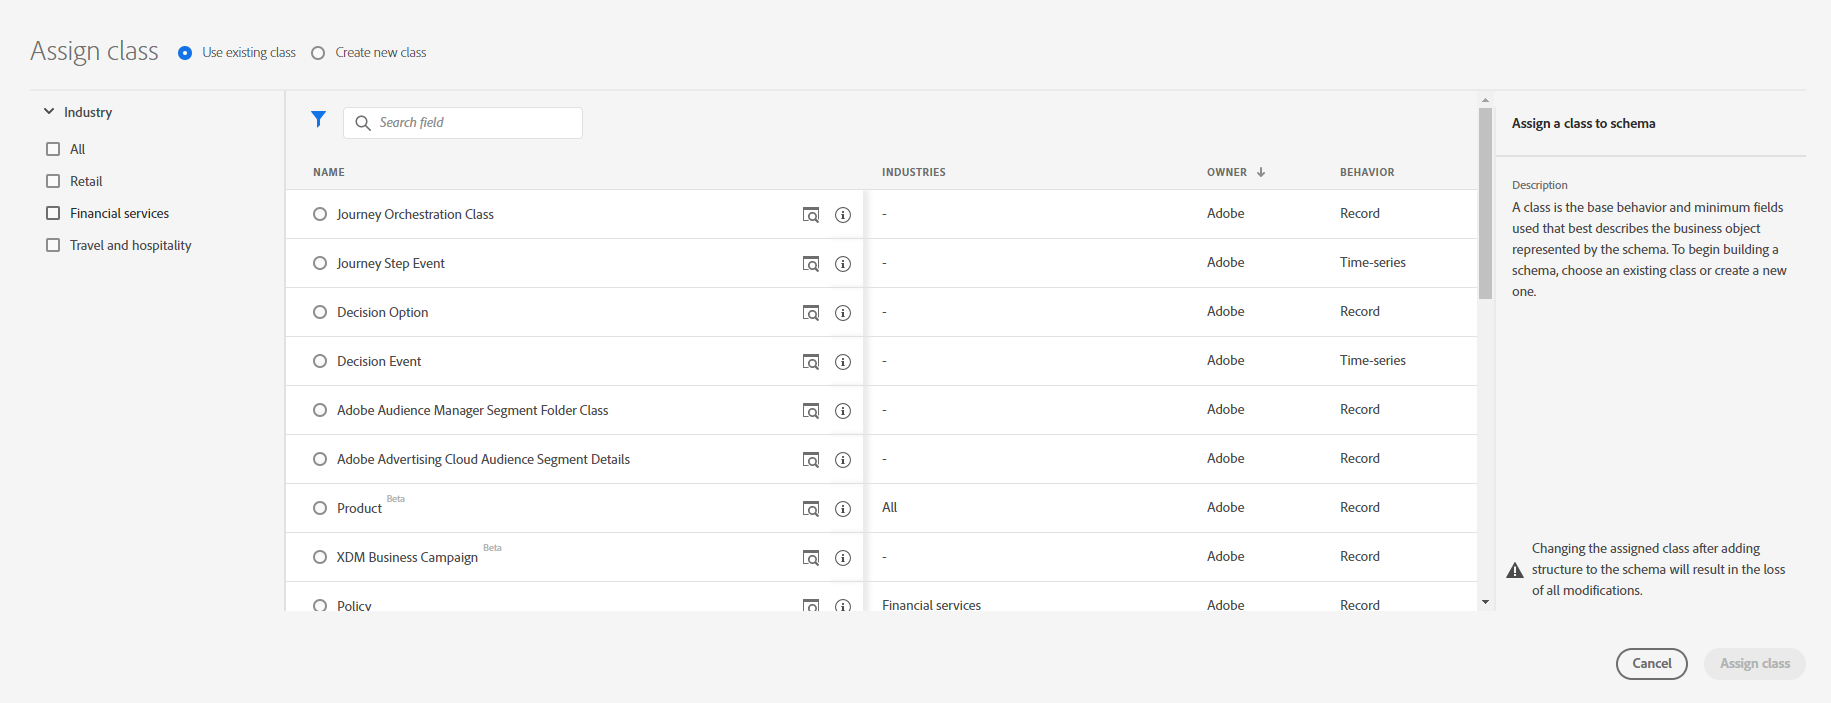 Assign class
Use existing class
Create new class
Industry
All
Retail
Financial services
Travel and hospitality
Search field
NAME INDUSTRIES OWNER BEHAVIOR
Journey Orchestration Class - Adobe Record
Journey Step Event - Adobe Time-series
Decision Option - Adobe Record
Decision Event - Adobe Time-series
Adobe Audience Manager Segment Folder Class - Adobe Record
Adobe Advertising Cloud Audience Segment Details - Adobe Record
Product Beta All Adobe Record
XDM Business Campaign Beta - Adobe Record
Policy Financial services Adobe Record
Assign a class to schema
Description
A class is the base behavior and minimum fields
used that best describes the business object
represented by the schema. To begin building a
schema, choose an existing class or create a new
one.
Changing the assigned class after adding
structure to the schema will result in the loss
of all modifications.
Cancel
Assign class